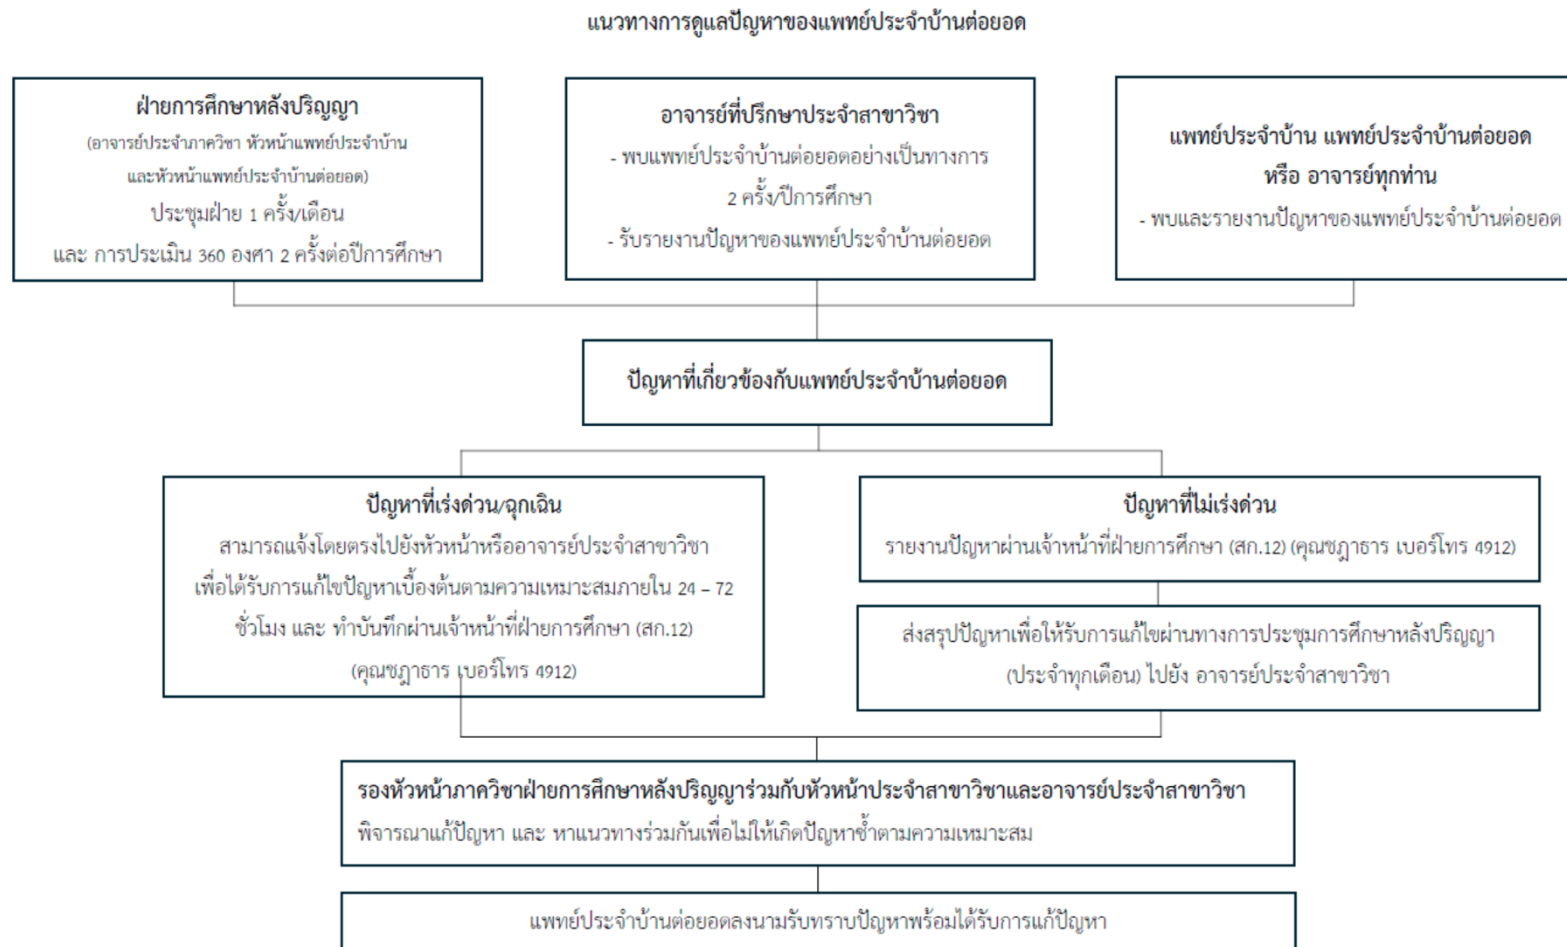 แนวทางการดูแลปัญหาของแพทย์ประจำบ้านต่อยอด
ฝ่ายการศึกษาหลังปริญญา
(อาจารย์ประจำภาควิชา หัวหน้าแพทย์ประจำบ้าน
และหัวหน้าแพทย์ประจำบ้านต่อยอด)
ประชุมฝ่าย 1 ครั้ง/เดือน
และ การประเมิน 360 องศา 2 ครั้งต่อปีการศึกษา
อาจารย์ที่ปรึกษาประจำสาขาวิชา
- พบแพทย์ประจำบ้านต่อยอดอย่างเป็นทางการ
2 ครั้ง/ปีการศึกษา
- รับรายงานปัญหาของแพทย์ประจำบ้านต่อยอด
แพทย์ประจำบ้าน แพทย์ประจำบ้านต่อยอด
หรือ อาจารย์ทุกท่าน
- พบและรายงานปัญหาของแพทย์ประจำบ้านต่อยอด
ปัญหาที่เกี่ยวข้องกับแพทย์ประจำบ้านต่อยอด
ปัญหาที่เร่งด่วน/ฉุกเฉิน
สามารถแจ้งโดยตรงไปยังหัวหน้าหรืออาจารย์ประจำสาขาวิชา
เพื่อได้รับการแก้ไขปัญหาเบื้องต้นตามความเหมาะสมภายใน 24 – 72
ชั่วโมง และ ทำบันทึกผ่านเจ้าหน้าที่ฝ่ายการศึกษา (สก.12)
(คุณชฎาธาร เบอร์โทร 4912)
ปัญหาที่ไม่เร่งด่วน
รายงานปัญหาผ่านเจ้าหน้าที่ฝ่ายการศึกษา (สก.12) (คุณชฎาธาร เบอร์โทร 4912)
ส่งสรุปปัญหาเพื่อให้รับการแก้ไขผ่านทางการประชุมการศึกษาหลังปริญญา
(ประจำทุกเดือน) ไปยัง อาจารย์ประจำสาขาวิชา
รองหัวหน้าภาควิชาฝ่ายการศึกษาหลังปริญญาร่วมกับหัวหน้าประจำสาขาวิชาและอาจารย์ประจำสาขาวิชา
พิจารณาแก้ปัญหา และ หาแนวทางร่วมกันเพื่อไม่ให้เกิดปัญหาซ้ำตามความเหมาะสม
แพทย์ประจำบ้านต่อยอดลงนามรับทราบปัญหาพร้อมได้รับการแก้ปัญหา